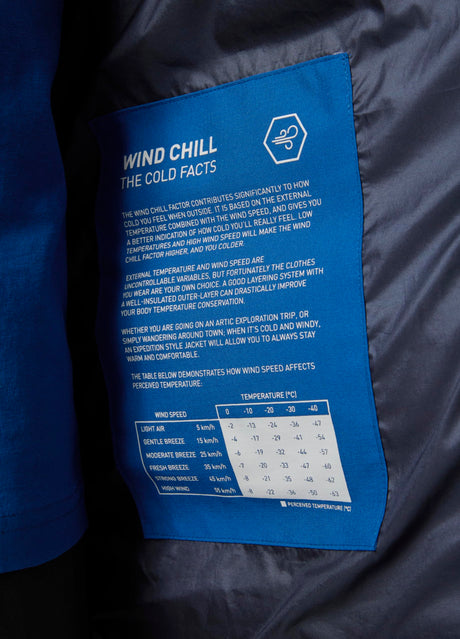 WIND CHILL
THE COLD FACTS
THE WIND CHILL FACTOR CONTRIBUTES SIGNIFICANTLY TO HOW
COLD YOU FEEL WHEN OUTSIDE. IT IS BASED ON THE EXTERNAL
TEMPERATURE COMBINED WITH THE WIND SPEED, AND GIVES YOU
A BETTER INDICATION OF HOW COLD YOU'LL REALLY FEEL. LOW
TEMPERATURES AND HIGH WIND SPEED WILL MAKE THE WIND
CHILL FACTOR HIGHER, AND YOU COLDER.
EXTERNAL TEMPERATURE AND WIND SPEED ARE
UNCONTROLLABLE VARIABLES. BUT FORTUNATELY THE CLOTHES
YOU WEAR ARE YOUR OWN CHOICE. A GOOD LAYERING SYSTEM WITH
A WELL-INSULATED OUTER-LAYER CAN DRASTICALLY IMPROVE
YOUR BODY TEMPERATURE CONSERVATION.
WHETHER YOU ARE GOING ON AN ARTIC EXPLORATION TRIP, OR
SIMPLY WANDERING AROUND TOWN; WHEN IT'S COLD AND WINDY,
AN EXPEDITION STYLE JACKET WILL ALLOW YOU TO ALWAYS STAY
WARM AND COMFORTABLE.
THE TABLE BELOW DEMONSTRATES HOW WIND SPEED AFFECTS
PERCEIVED TEMPERATURE:
TEMPERATURE (°C)
WIND SPEED 0 -10 -20 -30 -40
LIGHT AIR 5 km/h -2 -13 -24 -36 -47
GENTLE BREEZE 15 km/h -4 -17 -29 -41 -54
MODERATE BREEZE 25 km/h -6 -19 -32 -44 -57
FRESH BREEZE 35 km/h -7 -20 -33 -47 -60
STRONG BREEZE 45 km/h -8 -21 -35 -48 -62
HIGH WIND 55 km/h -8 -22 -36 -50 -63
PERCEIVED TEMPERATURE (°C)